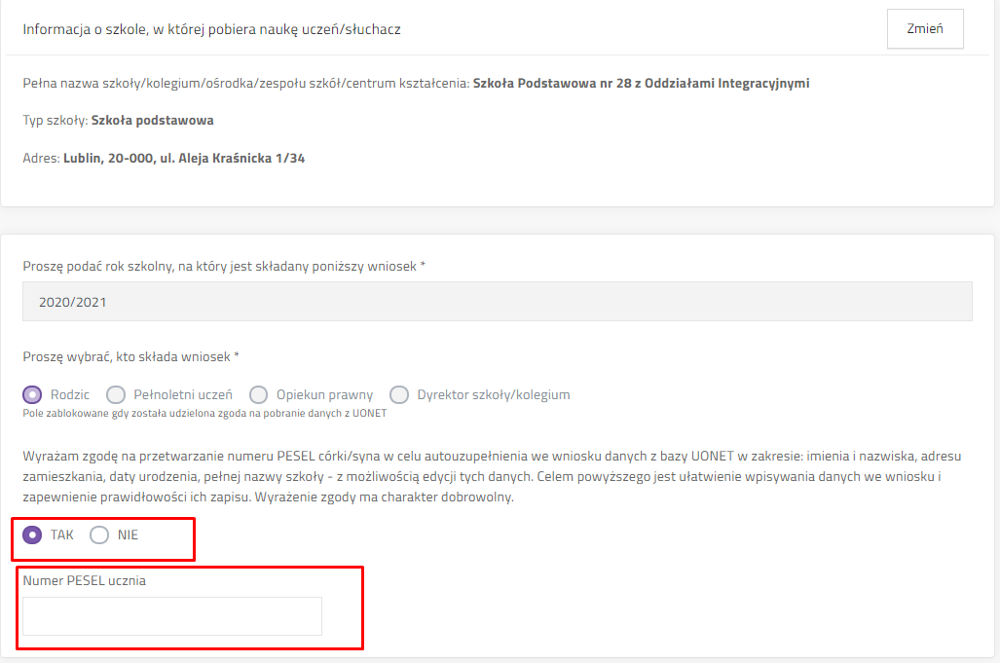 Informacja o szkole, w której pobiera naukę uczeń/słuchacz
Zmień
Pełna nazwa szkoły/kolegium/ośrodka/zespołu szkół/centrum kształcenia: Szkoła Podstawowa nr 28 z Oddziałami Integracyjnymi
Typ szkoły: Szkoła podstawowa
Adres: Lublin, 20-000, ul. Aleja Kraśnicka 1/34
Proszę podać rok szkolny, na który jest składany poniższy wniosek *
2020/2021
Proszę wybrać, kto składa wniosek *
Rodzic Pełnoletni uczeń Opiekun prawny Dyrektor szkoły/kolegium
Pole zablokowane gdy została udzielona zgoda na pobranie danych z UONET
Wyrażam zgodę na przetwarzanie numeru PESEL córki/syna w celu autouzupełnienia we wniosku danych z bazy UONET w zakresie: imienia i nazwiska, adresu
zamieszkania, daty urodzenia, pełnej nazwy szkoły - z możliwością edycji tych danych. Celem powyższego jest ułatwienie wpisywania danych we wniosku i
zapewnienie prawidłowości ich zapisu. Wyrażenie zgody ma charakter dobrowolny.
TAK NIE
Numer PESEL ucznia